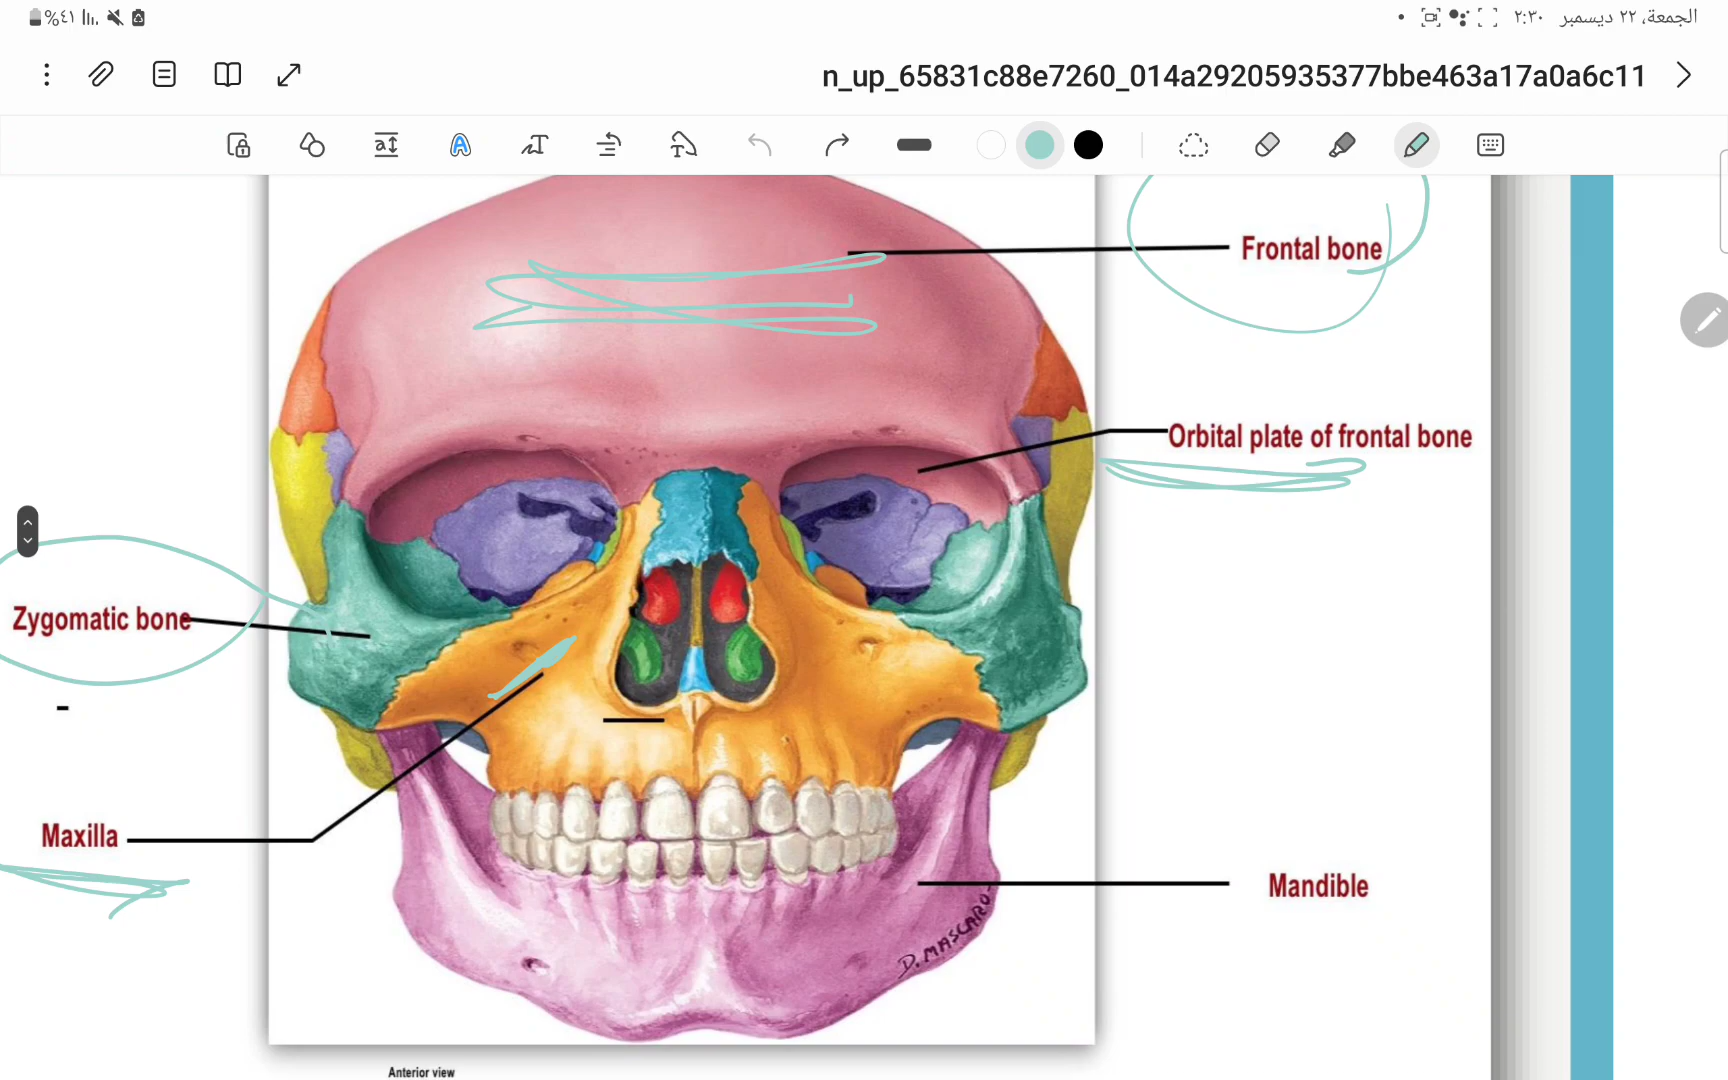 %٤١
الجمعة، ٢٢ ديسمبر ٢:٣٠
n_up_65831c88e7260_014a29205935377bbe463a17a0a6c11
Frontal bone
Orbital plate of frontal bone
Zygomatic bone
Maxilla
Mandible
D. MASCARO
Anterior view